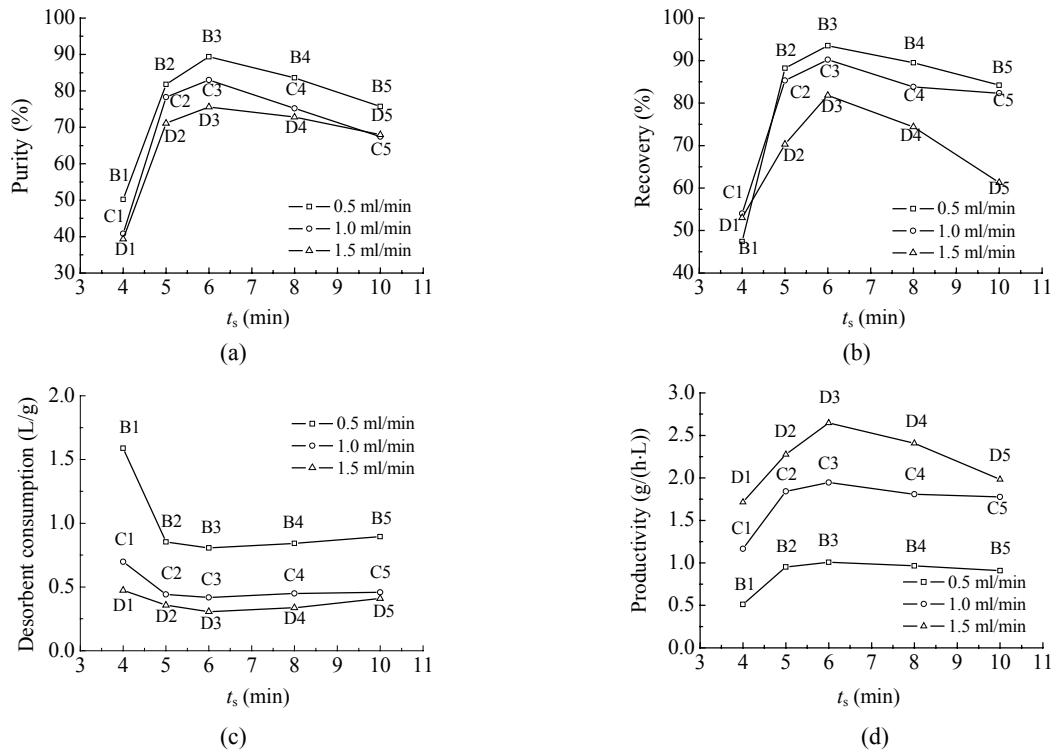 100
90
80
70
60
50
40
30
Purity (%)
B1
B2
B3
B4
B5
C1
C2
C3
C4
C5
D1
D2
D3
D4
D5
0.5 ml/min
1.0 ml/min
1.5 ml/min
3 4 5 6 7 8 9 10 11
ts (min)
(a)
100
90
80
70
60
50
40
Recovery (%)
B1
B2
B3
B4
B5
C1
C2
C3
C4
C5
D1
D2
D3
D4
D5
0.5 ml/min
1.0 ml/min
1.5 ml/min
3 4 5 6 7 8 9 10 11
ts (min)
(b)
2.0
1.5
1.0
0.5
0.0
Desorbent consumption (L/g)
B1
B2
B3
B4
B5
C1
C2
C3
C4
C5
D1
D2
D3
D4
D5
0.5 ml/min
1.0 ml/min
1.5 ml/min
3 4 5 6 7 8 9 10 11
ts (min)
(c)
3.0
2.5
2.0
1.5
1.0
0.5
0.0
Productivity (g/(h·L))
D1
D2
D3
D4
D5
C1
C2
C3
C4
C5
B1
B2
B3
B4
B5
0.5 ml/min
1.0 ml/min
1.5 ml/min
3 4 5 6 7 8 9 10 11
ts (min)
(d)